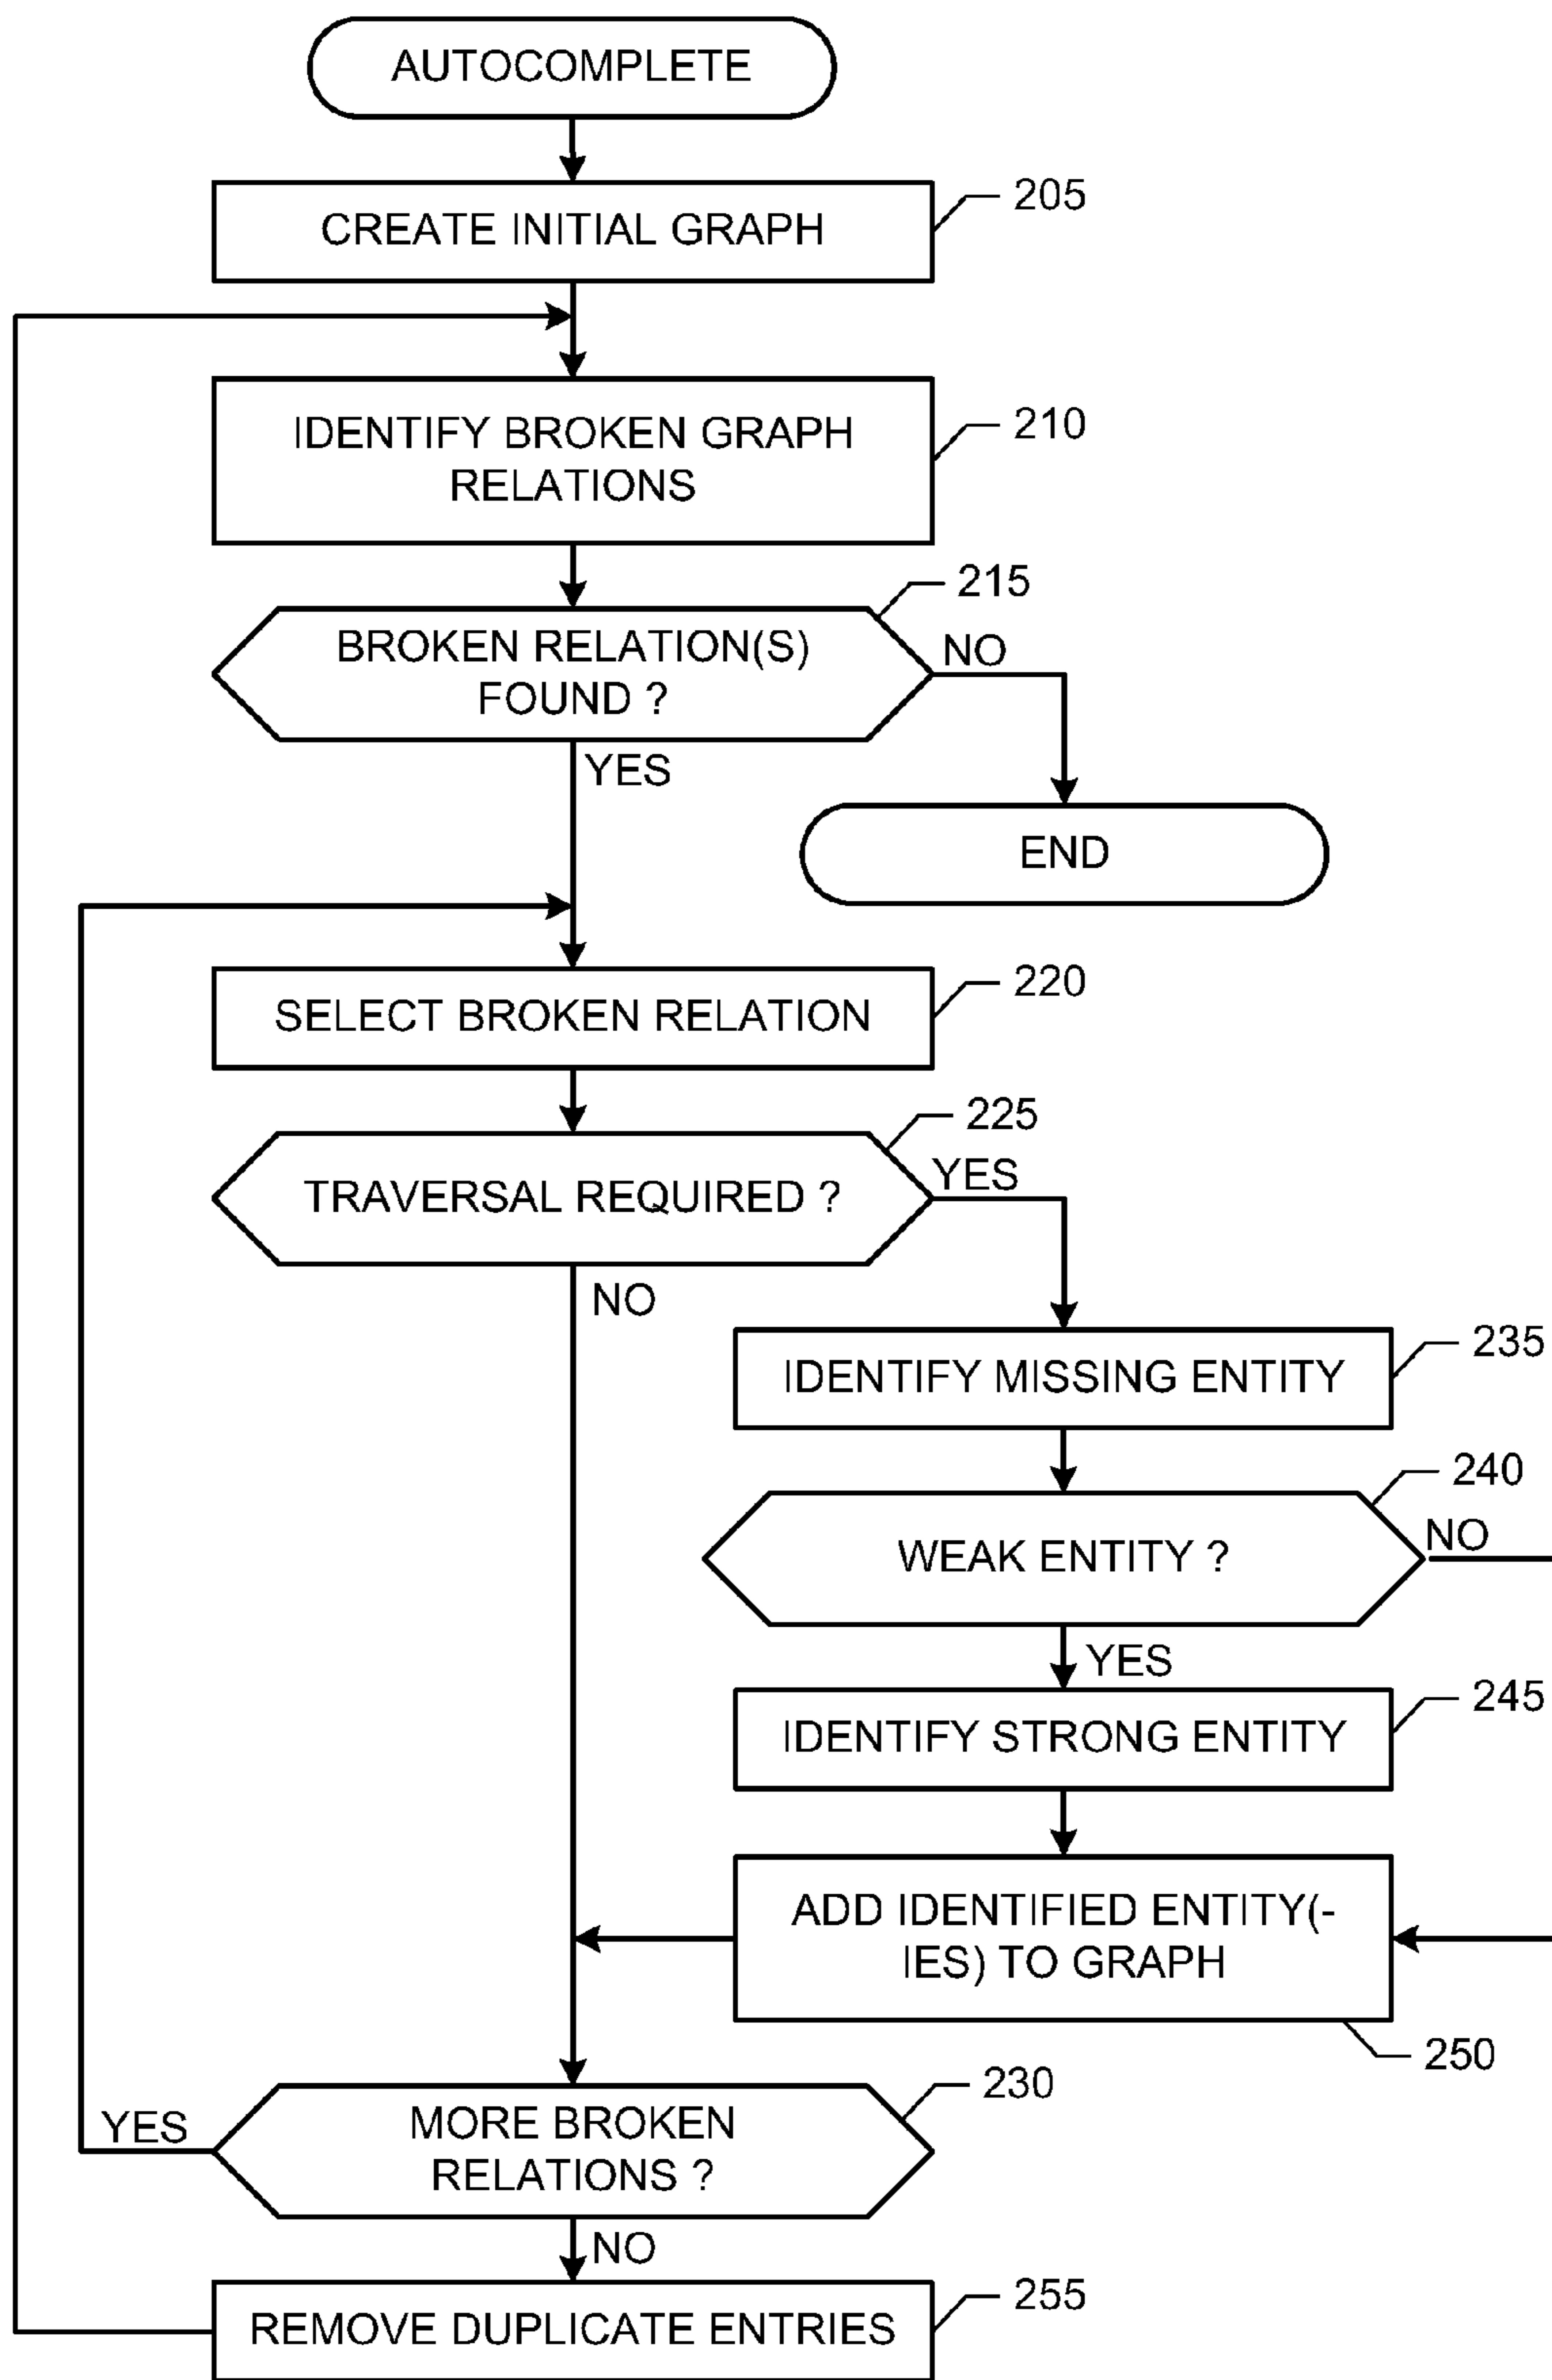 AUTOCOMPLETE
205
CREATE INITIAL GRAPH
210
IDENTIFY BROKEN GRAPH
RELATIONS
215
BROKEN RELATION(S)
FOUND ?
NO
YES
END
220
SELECT BROKEN RELATION
225
TRAVERSAL REQUIRED ?
YES
NO
235
IDENTIFY MISSING ENTITY
240
WEAK ENTITY ?
NO
YES
245
IDENTIFY STRONG ENTITY
ADD IDENTIFIED ENTITY(-
IES) TO GRAPH
250
230
MORE BROKEN
RELATIONS ?
YES
NO
255
REMOVE DUPLICATE ENTRIES